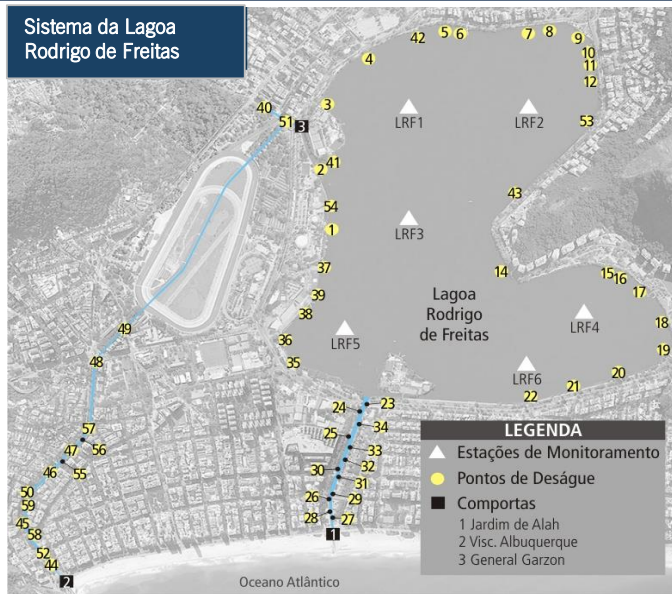 Sistema da Lagoa
Rodrigo de Freitas
42 5 6 7 8 9
4 10
11
12
40 3
51 3
LRF1 LRF2 53
2 41
43
54
1 LRF3
37 14 15 16
17
39 Lagoa
38 Rodrigo
de Freitas
LRF4 18
49 36 LRF5
48 35 LRF6 19
20
21
22
24 23
57 25 34
47 56 33
46 55 30 32
50 31
59 26 29
45 58 28 27
52 1
44
2
Oceano Atlântico
LEGENDA
Estações de Monitoramento
Pontos de Deságue
Comportas
1 Jardim de Alah
2 Visc. Albuquerque
3 General Garzon